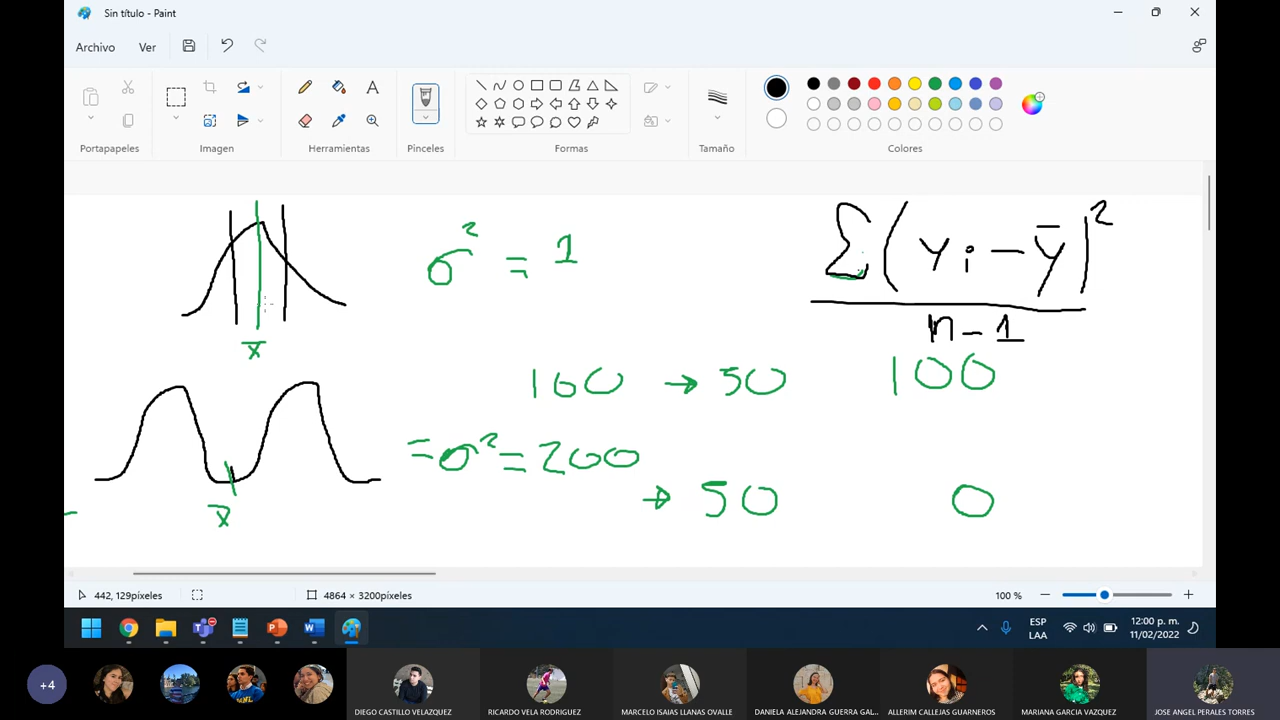 Sin título - Paint
Archivo
Ver
Portapapeles
Imagen
Herramientas
Pinceles
Formas
Tamaño
Colores
x̄
σ² = 1
Σ(yi - ȳ)²
n - 1
100 → 50
100
= σ² = 200
→ 50
0
x̄
442, 129píxeles
4864 × 3200píxeles
100 %
ESP
LAA
12:00 p. m.
11/02/2022
+4
DIEGO CASTILLO VELAZQUEZ
RICARDO VELA RODRIGUEZ
MARCELO ISAIAS LLANAS OVALLE
DANIELA ALEJANDRA GUERRA GAL...
ALLERIM CALLEJAS GUARNEROS
MARIANA GARCIA VAZQUEZ
JOSE ANGEL PERALES TORRES